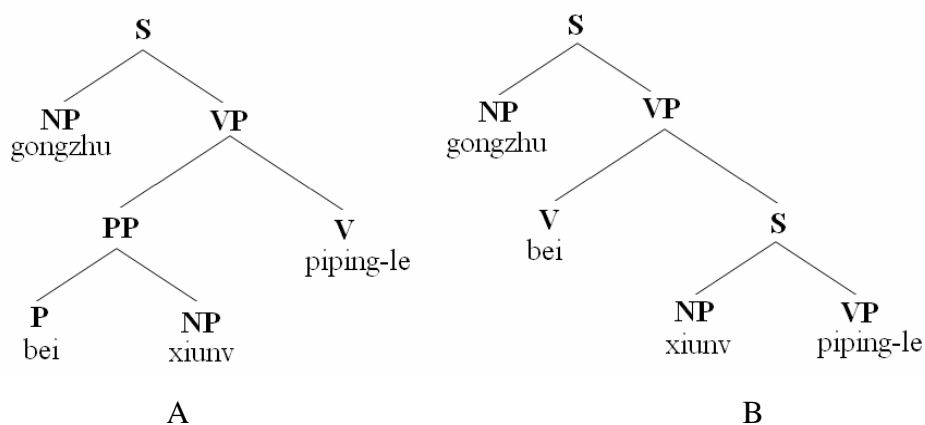 S S
NP VP NP VP
gongzhu gongzhu
PP V V S
piping-le bei
P NP NP VP
bei xiunv xiunv piping-le
A B